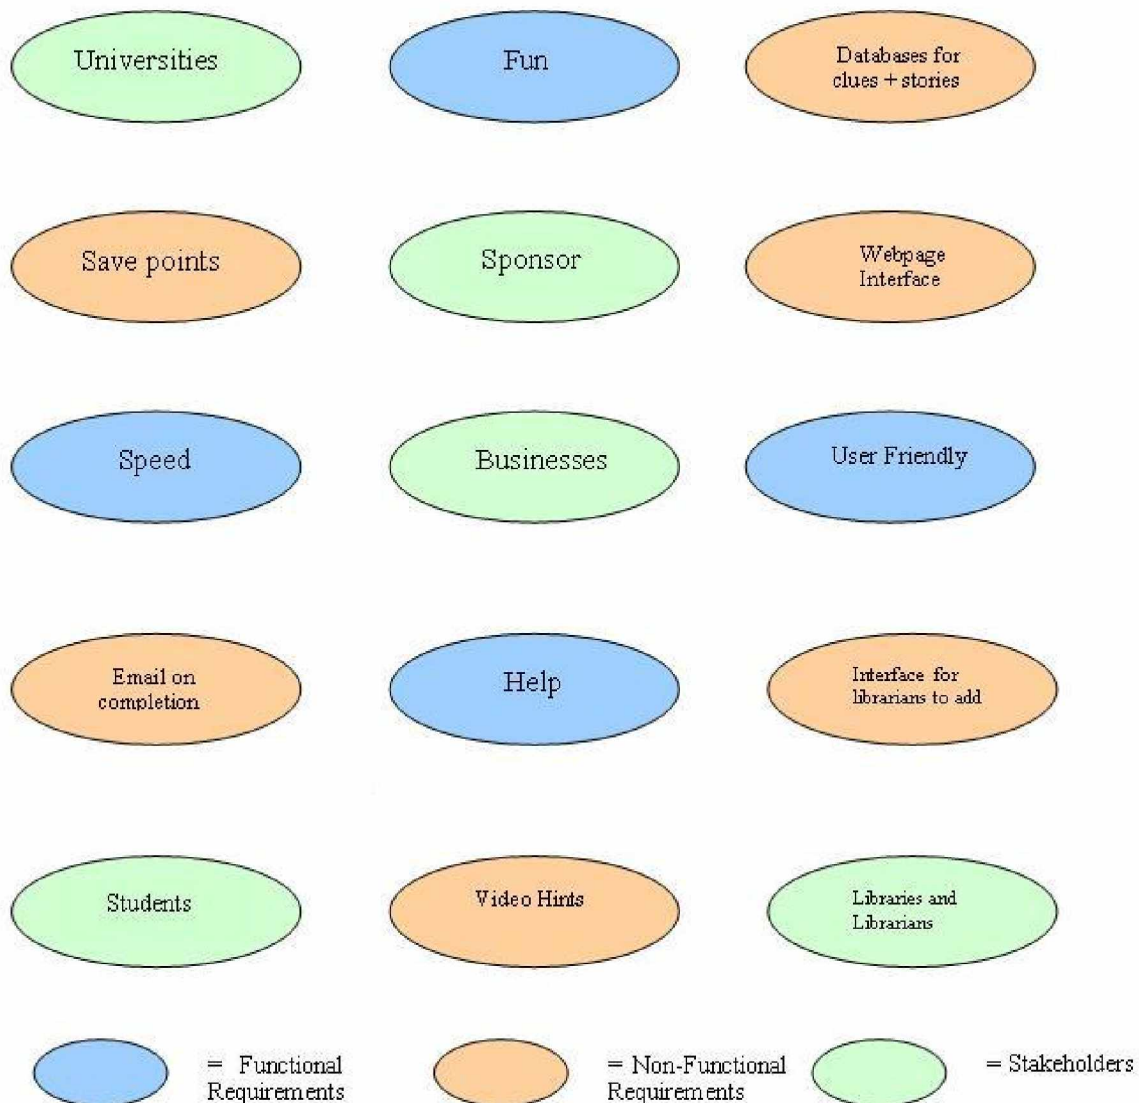 Universities
Fun
Databases for
clues + stories
Save points
Sponsor
Webpage
Interface
Speed
Businesses
User Friendly
Email on
completion
Help
Interface for
librarians to add
Students
Video Hints
Libraries and
Librarians
= Functional
Requirements
= Non-Functional
Requirements
= Stakeholders